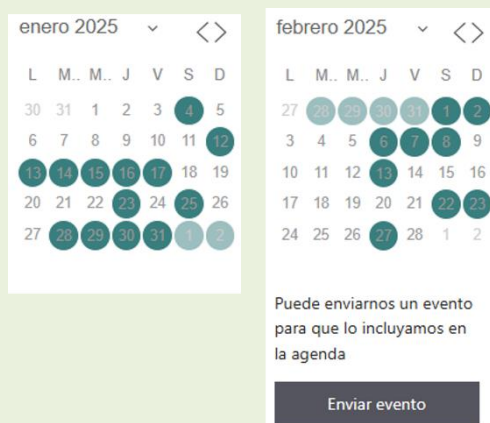 enero 2025
L M.. M.. J V S D
30 31 1 2 3 4 5
6 7 8 9 10 11 12
13 14 15 16 17 18 19
20 21 22 23 24 25 26
27 28 29 30 31 1 2
febrero 2025
L M.. M.. J V S D
27 28 29 30 31 1 2
3 4 5 6 7 8 9
10 11 12 13 14 15 16
17 18 19 20 21 22 23
24 25 26 27 28 1 2
Puede enviarnos un evento
para que lo incluyamos en
la agenda
Enviar evento